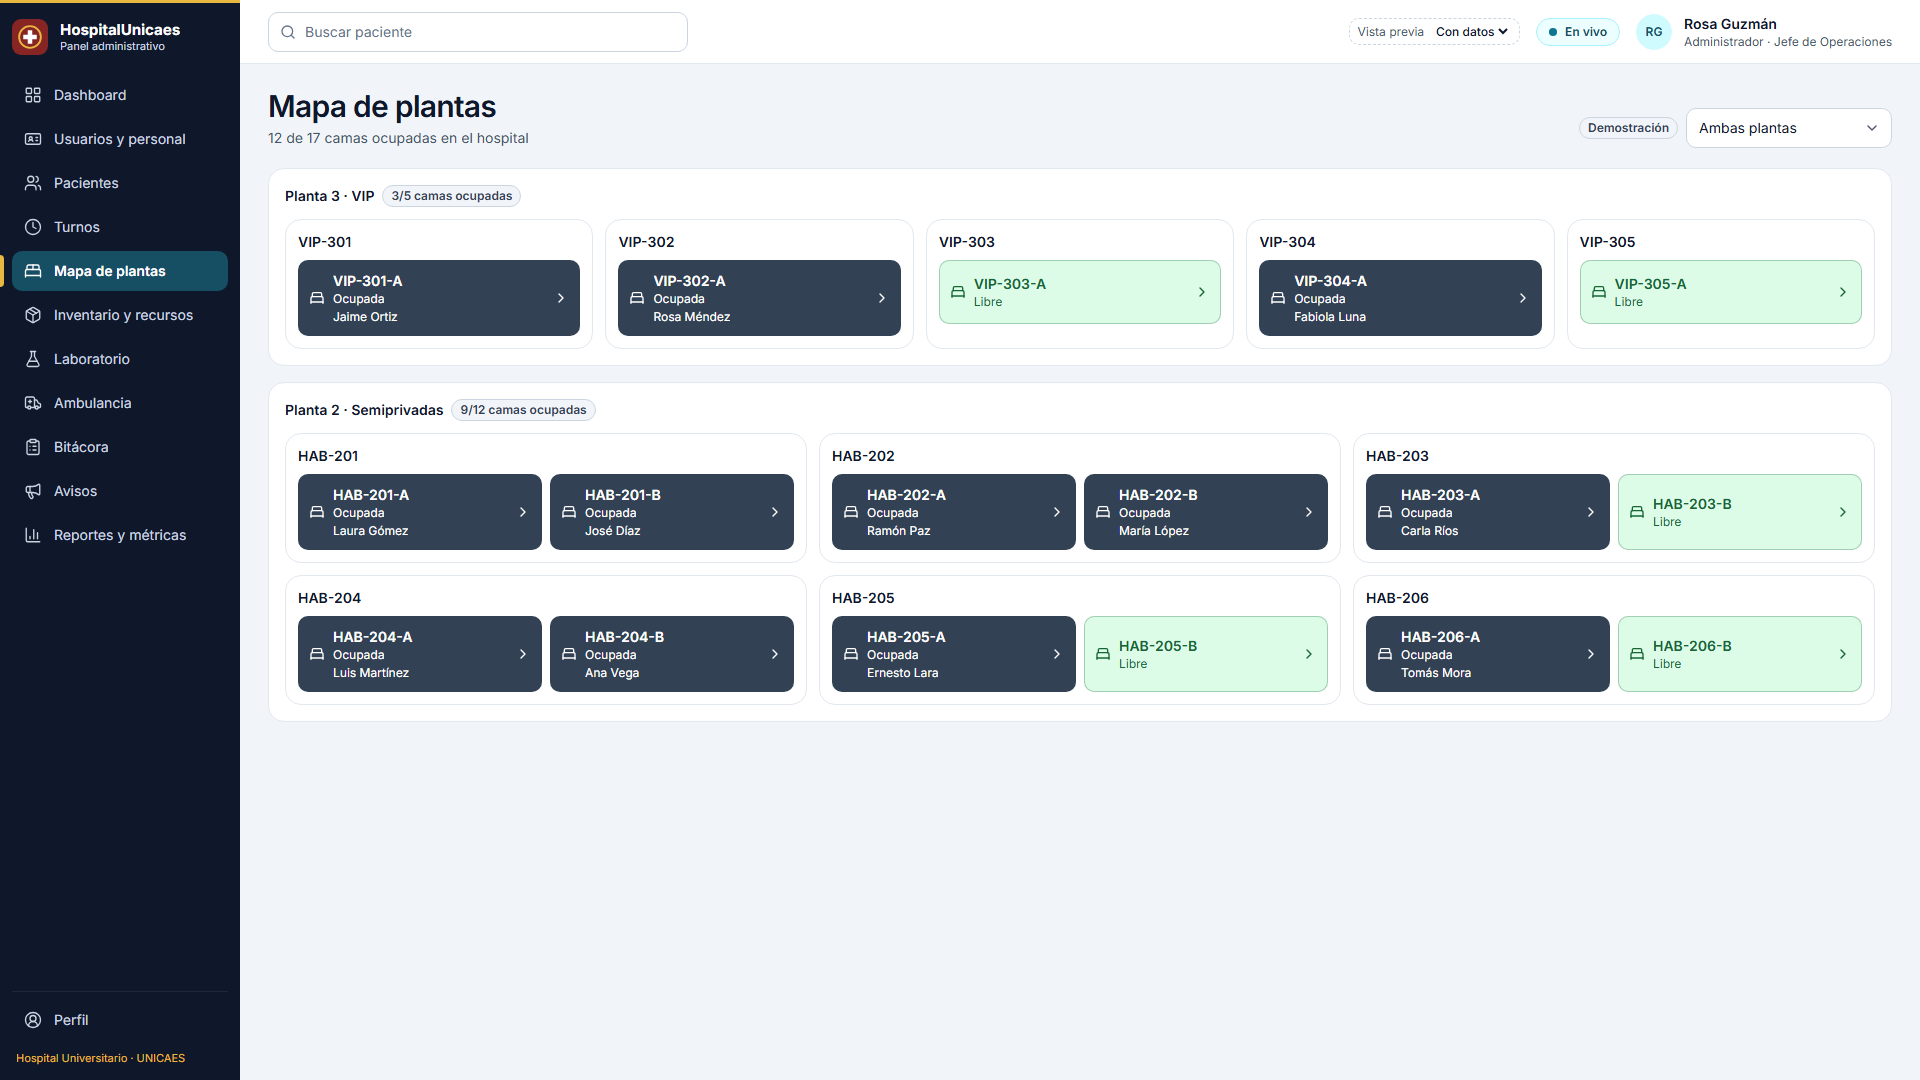 HospitalUnicaes
Panel administrativo
Dashboard
Usuarios y personal
Pacientes
Turnos
Mapa de plantas
Inventario y recursos
Laboratorio
Ambulancia
Bitácora
Avisos
Reportes y métricas
Perfil
Hospital Universitario · UNICAES
Buscar paciente
Vista previa Con datos
En vivo
RG
Rosa Guzmán
Administrador · Jefe de Operaciones
Mapa de plantas
12 de 17 camas ocupadas en el hospital
Demostración
Ambas plantas
Planta 3 · VIP 3/5 camas ocupadas
VIP-301
VIP-301-A
Ocupada
Jaime Ortiz
VIP-302
VIP-302-A
Ocupada
Rosa Méndez
VIP-303
VIP-303-A
Libre
VIP-304
VIP-304-A
Ocupada
Fabiola Luna
VIP-305
VIP-305-A
Libre
Planta 2 · Semiprivadas 9/12 camas ocupadas
HAB-201
HAB-201-A
Ocupada
Laura Gómez
HAB-201-B
Ocupada
José Díaz
HAB-202
HAB-202-A
Ocupada
Ramón Paz
HAB-202-B
Ocupada
María López
HAB-203
HAB-203-A
Ocupada
Carla Ríos
HAB-203-B
Libre
HAB-204
HAB-204-A
Ocupada
Luis Martínez
HAB-204-B
Ocupada
Ana Vega
HAB-205
HAB-205-A
Ocupada
Ernesto Lara
HAB-205-B
Libre
HAB-206
HAB-206-A
Ocupada
Tomás Mora
HAB-206-B
Libre